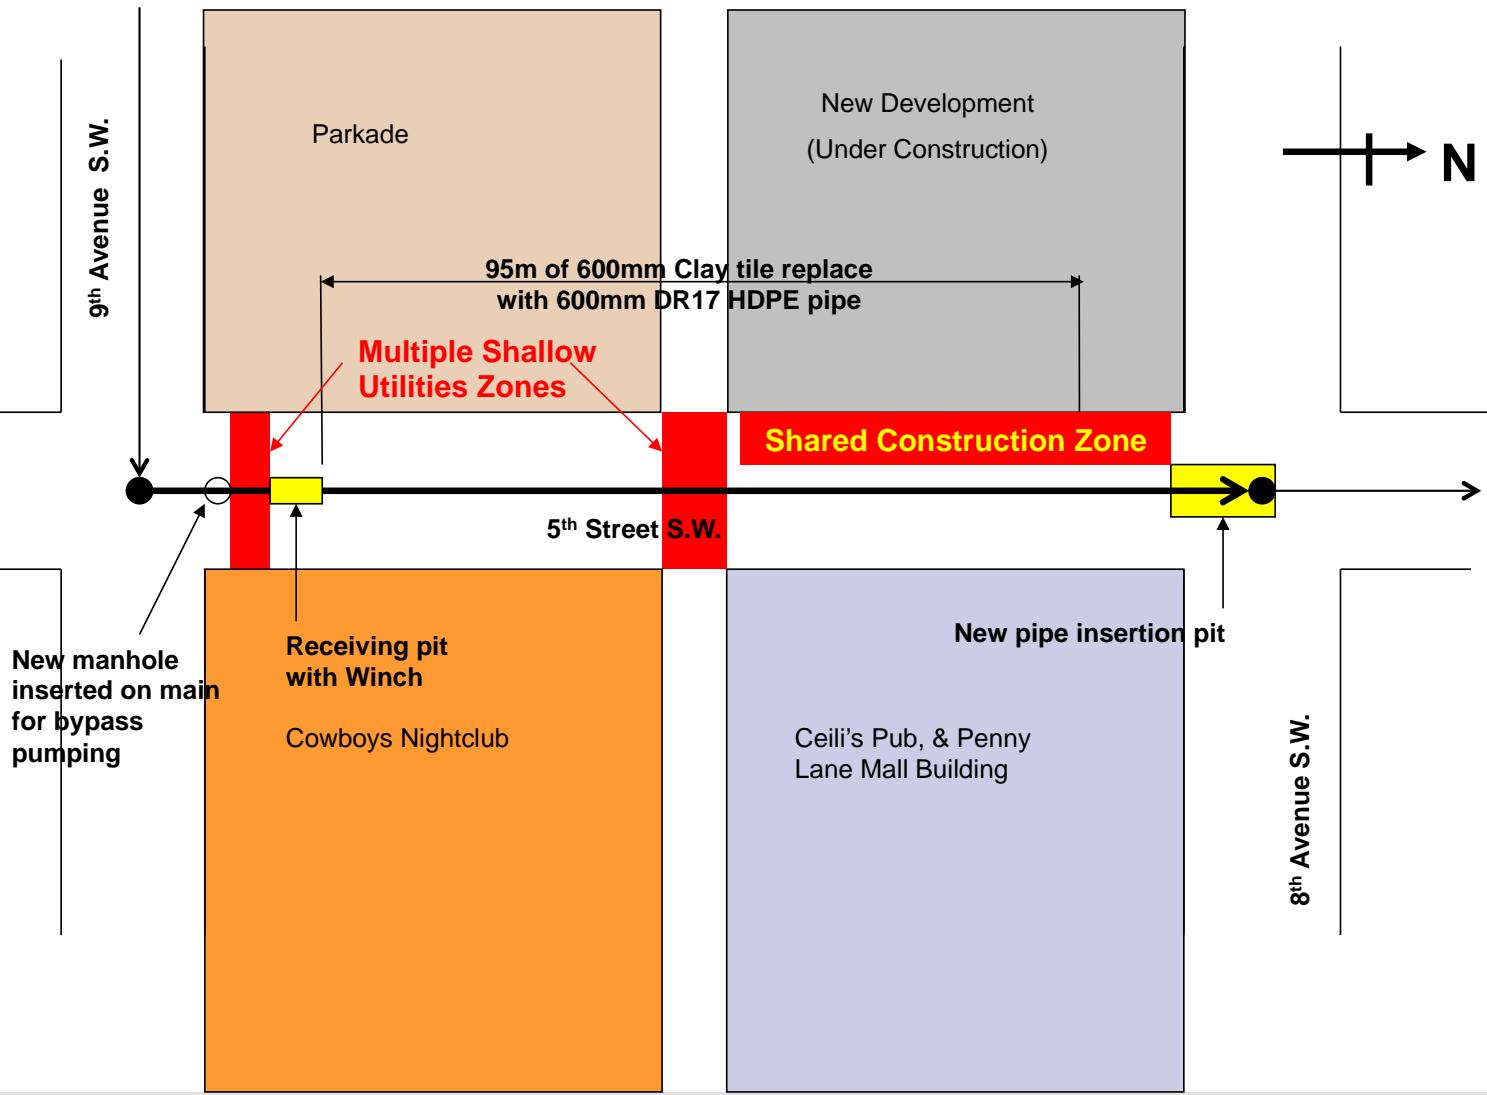 Parkade
New Development
(Under Construction)
N
9th Avenue S.W.
95m of 600mm Clay tile replace
with 600mm DR17 HDPE pipe
Multiple Shallow
Utilities Zones
Shared Construction Zone
5th Street S.W.
New manhole
inserted on main
for bypass
pumping
Receiving pit
with Winch
New pipe insertion pit
Cowboys Nightclub
Ceili's Pub, & Penny
Lane Mall Building
8th Avenue S.W.